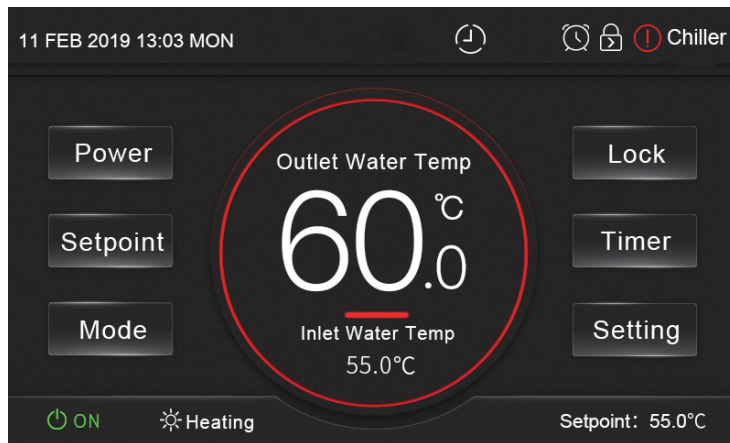 11 FEB 2019 13:03 MON
Chiller
Power
Setpoint
Mode
Outlet Water Temp
60.0℃
Inlet Water Temp
55.0℃
Lock
Timer
Setting
ON
Heating
Setpoint: 55.0℃